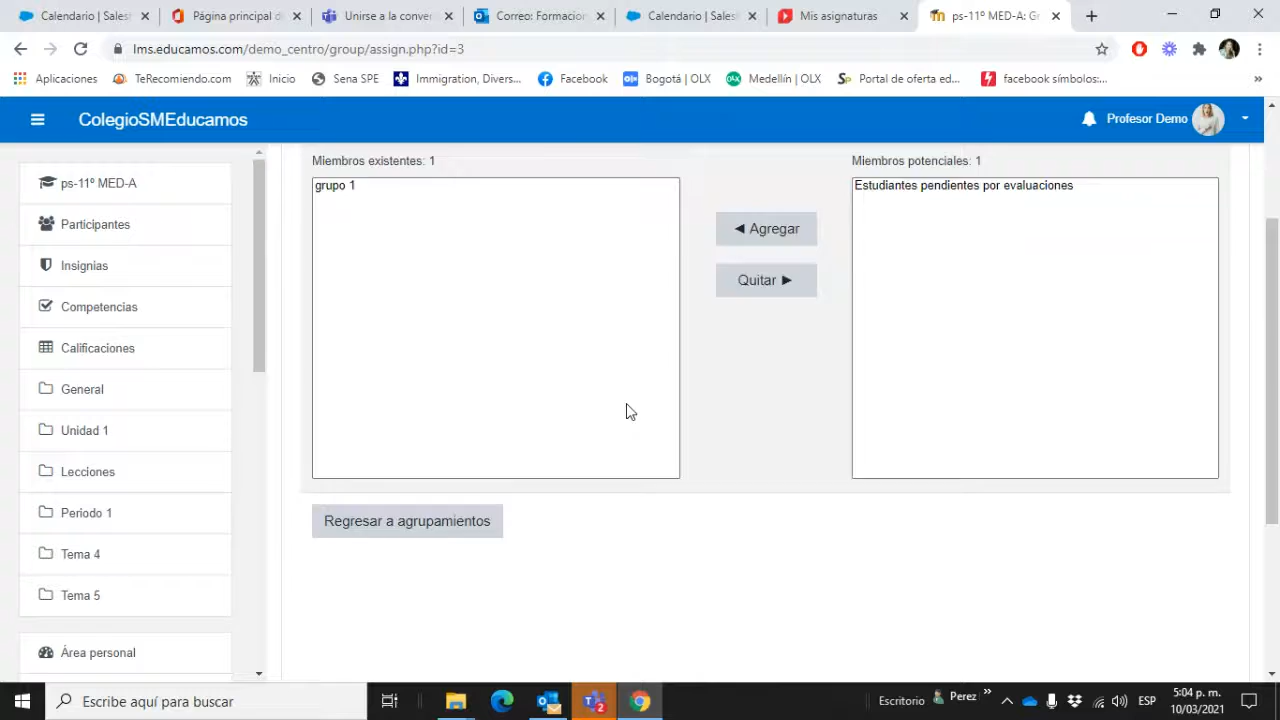 Calendario | Sales
Página principal d
Unirse a la conver
Correo: Formacion
Calendario | Sales
Mis asignaturas
ps-11º MED-A: Gr
lms.educamos.com/demo_centro/group/assign.php?id=3
Aplicaciones
TeRecomiendo.com
Inicio
Sena SPE
Immigration, Divers...
Facebook
Bogotá | OLX
Medellín | OLX
Portal de oferta ed...
facebook símbolos:...
»
ColegioSMEducamos
Profesor Demo
ps-11º MED-A
Participantes
Insignias
Competencias
Calificaciones
General
Unidad 1
Lecciones
Periodo 1
Tema 4
Tema 5
Área personal
Miembros existentes: 1
grupo 1
◄ Agregar
Quitar ►
Miembros potenciales: 1
Estudiantes pendientes por evaluaciones
Regresar a agrupamientos
Escribe aquí para buscar
Escritorio
Perez
»
ESP
5:04 p. m.
10/03/2021